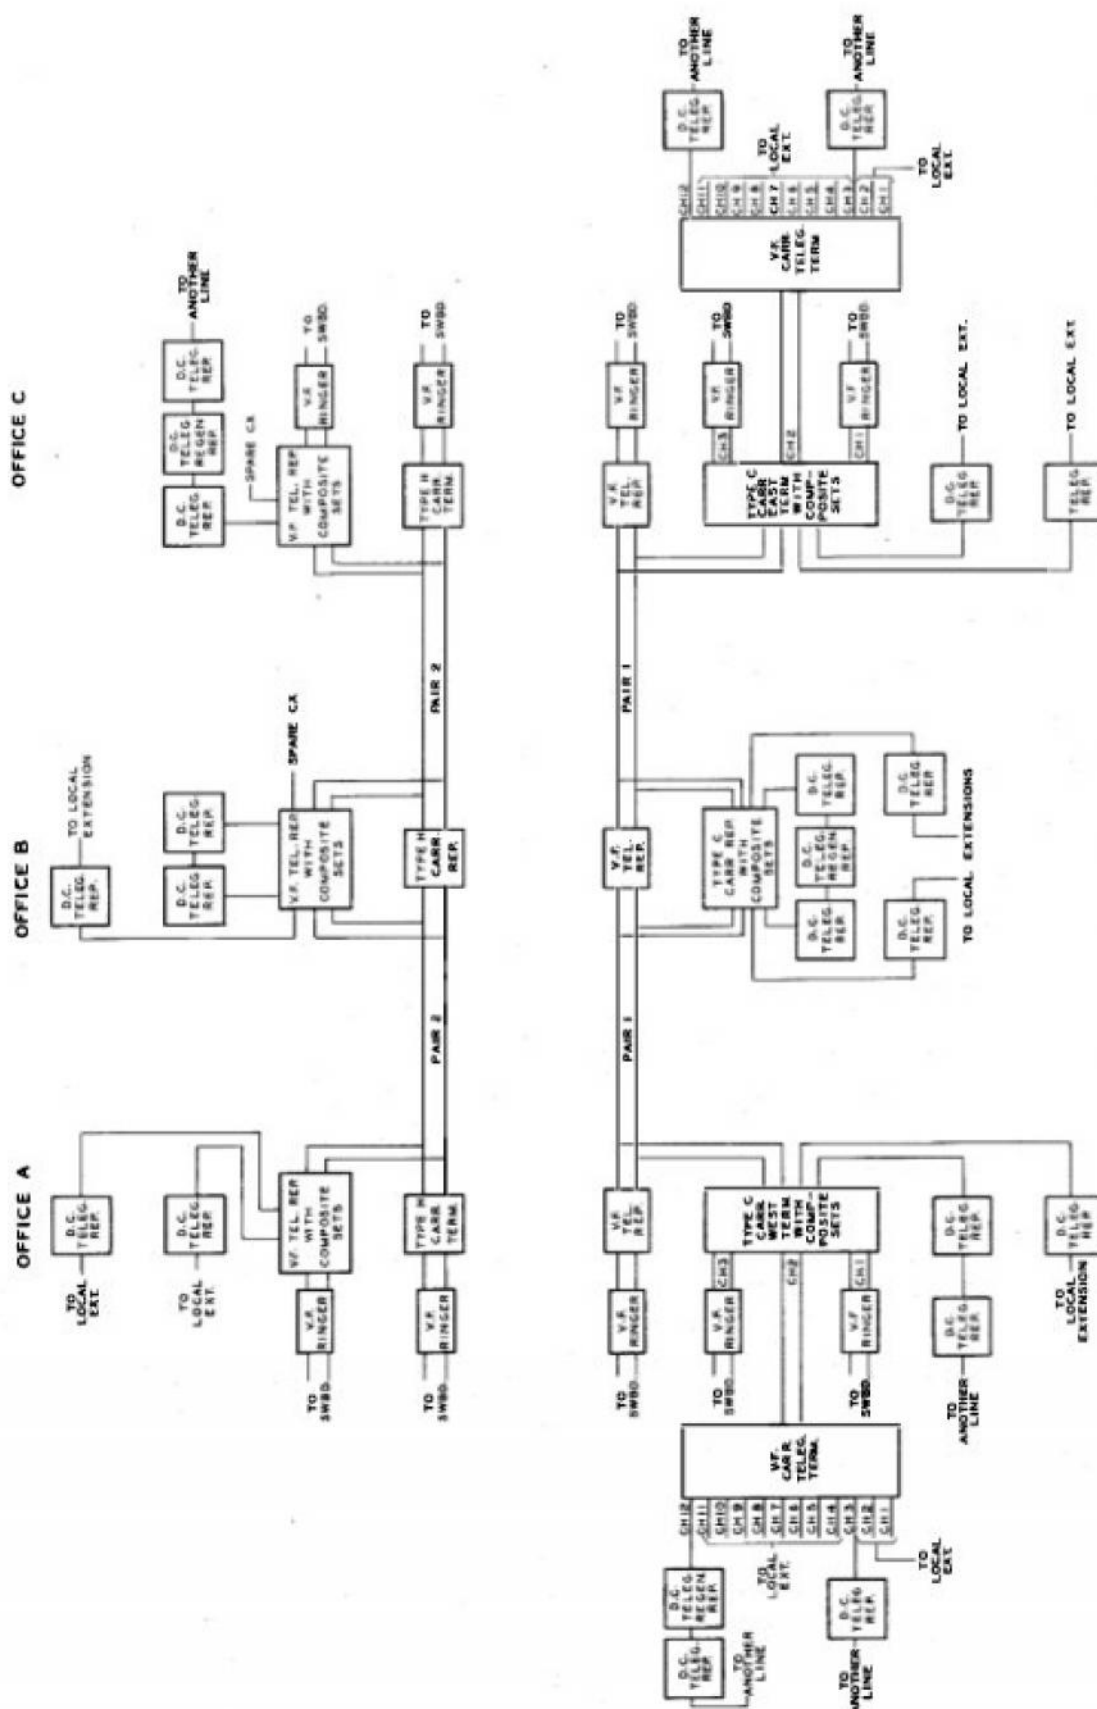 OFFICE A
OFFICE B
OFFICE C
D.C.
TELEG.
REP.
TO
LOCAL
EXT.
D.C.
TELEG.
REP.
TO
LOCAL
EXT.
V.F. TEL. REP
WITH
COMPOSITE
SETS
V.F.
RINGER
TO
SWBD.
TYPE H
CARR.
TERM.
V.F.
RINGER
TO
SWBD.
PAIR 2
D.C.
TELEG.
REP.
TO LOCAL
EXTENSION
D.C.
TELEG.
REP.
D.C.
TELEG.
REP.
V.F. TEL. REP.
WITH
COMPOSITE
SETS
SPARE CX
TYPE H
CARR.
REP.
PAIR 2
D.C.
TELEG.
REP.
D.C.
TELEG
REGEN
REP.
D.C.
TELEG.
REP.
TO
ANOTHER
LINE
SPARE CX
V.F. TEL. REP
WITH
COMPOSITE
SETS
V.F.
RINGER
TO
SWBD.
TYPE H
CARR.
TERM.
V.F.
RINGER
TO
SWBD.
V.F.
TEL.
REP.
V.F.
RINGER
TO
SWBD.
PAIR 1
TYPE C
CARR.
WEST
TERM
WITH
COMP-
POSITE
SETS
CH3
CH2
CH1
V.F.
RINGER
TO
SWBD.
V.F.
RINGER
TO
SWBD.
V.F.
CARR.
TELEG.
TERM.
CH12
CH11
CH10
CH9
CH8
CH7
CH6
CH5
CH4
CH3
CH2
CH1
D.C.
TELEG.
REGEN.
REP.
D.C.
TELEG.
REP.
TO
ANOTHER
LINE
TO
LOCAL
EXT.
D.C.
TELEG
REP.
TO
ANOTHER
LINE
TO
LOCAL
EXT.
D.C.
TELEG.
REP.
D.C.
TELEG.
REP.
TO
ANOTHER
LINE
D.C.
TELEG
REP.
TO
LOCAL
EXTENSION
V.F.
TEL.
REP.
TYPE C
CARR REP.
WITH
COMPOSITE
SETS
D.C.
TELEG.
REP.
D.C.
TELEG.
REGEN
REP.
D.C.
TELEG.
REP.
D.C.
TELEG.
REP.
D.C.
TELEG
REP.
TO LOCAL EXTENSIONS
PAIR 1
V.F.
TEL.
REP.
V.F.
RINGER
TO
SWBD.
TYPE C
CARR.
EAST
TERM
WITH
COMP-
POSITE
SETS
CH3
CH2
CH1
V.F.
RINGER
TO
SWBD
V.F.
RINGER
TO
SWBD.
V.F.
CARR.
TELEG.
TERM
CH12
CH11
CH10
CH9
CH8
CH7
CH6
CH5
CH4
CH3
CH2
CH1
D.C.
TELEG.
REP.
TO
ANOTHER
LINE
TO
LOCAL
EXT.
D.C.
TELEG.
REP.
TO
ANOTHER
LINE
TO
LOCAL
EXT.
D.C.
TELEG
REP.
TO LOCAL EXT.
TELEG
REP.
TO LOCAL EXT.